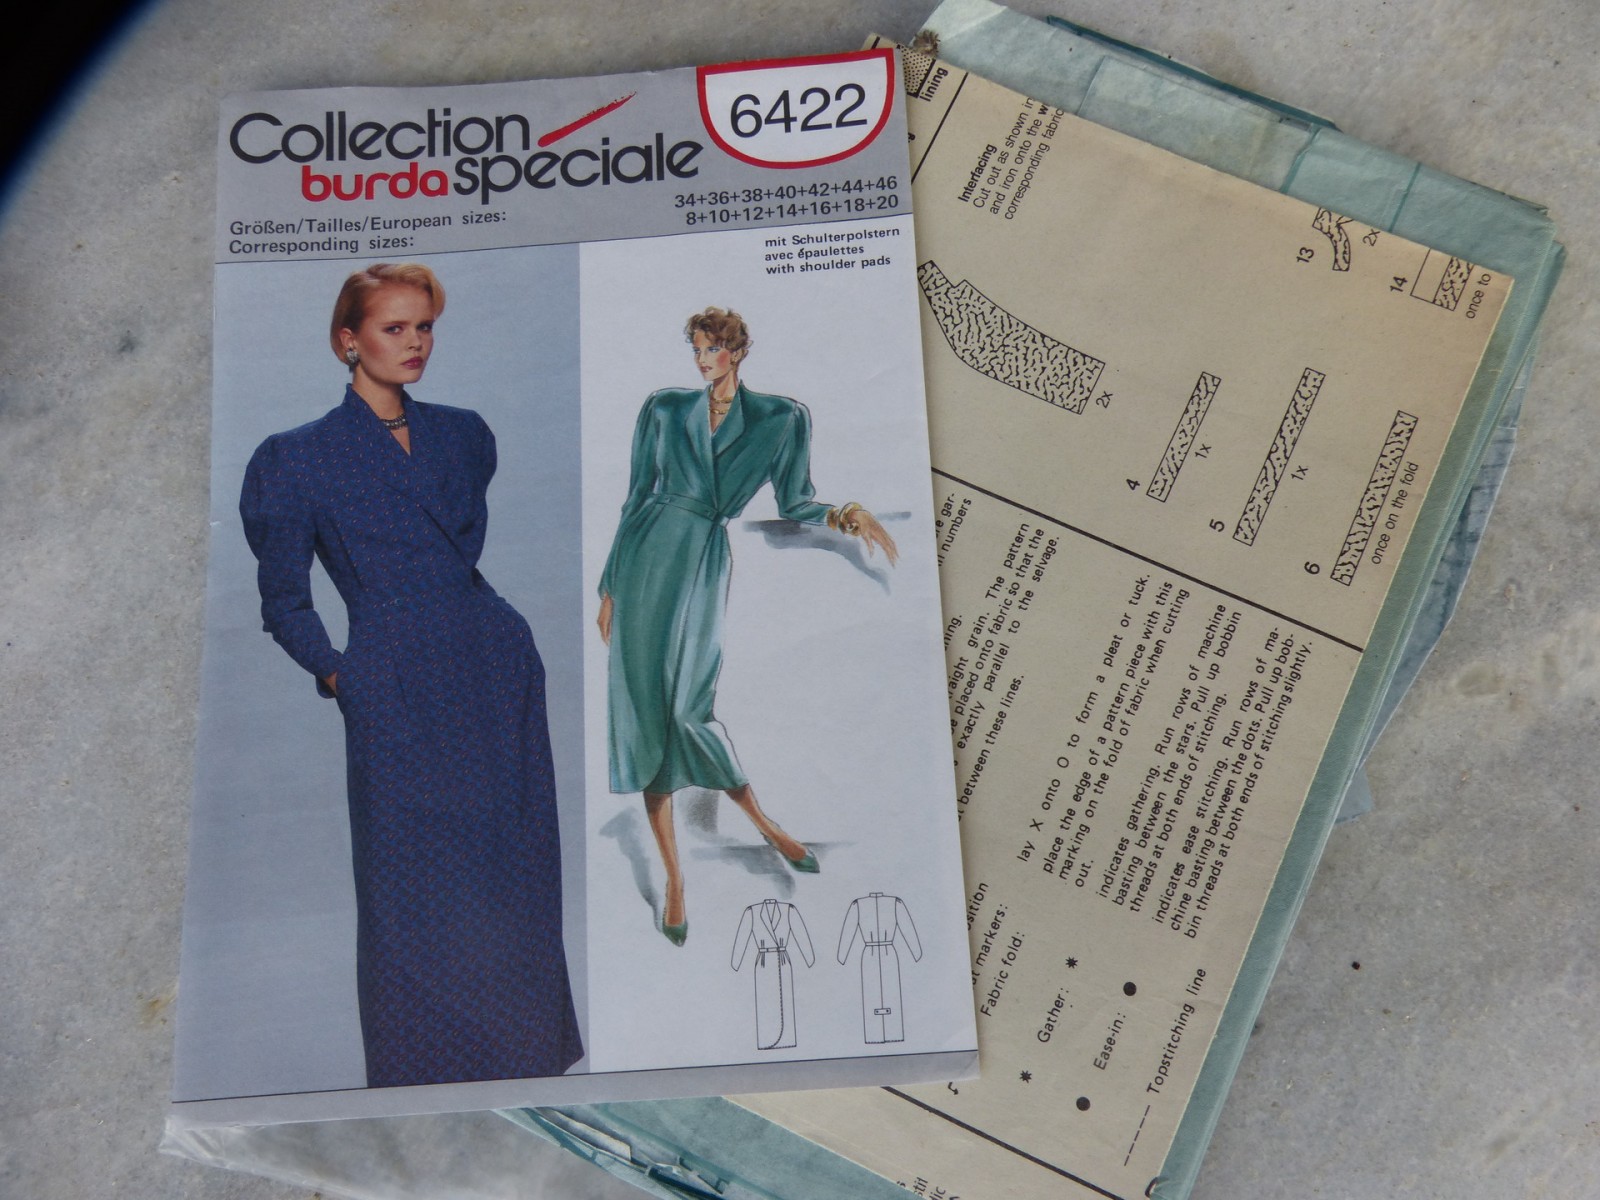 Collection
burda spéciale
6422
Größen/Tailles/European sizes:
34+36+38+40+42+44+46
Corresponding sizes:
8+10+12+14+16+18+20
mit Schulterpolstern
avec épaulettes
with shoulder pads
lining
Interfacing
Cut out as shown in
and iron onto the
corresponding fabric
2x
13
2x
14
once to
4
1x
5
1x
6
once on the fold
numbers
grain. The pattern
placed onto fabric so that the
exactly parallel to the selvage.
between these lines.
lay X onto O to form a pleat or tuck.
place the edge of a pattern piece with this
marking on the fold of fabric when cutting
out.
indicates gathering. Run rows of machine
basting between the stars. Pull up bobbin
threads at both ends of stitching.
indicates ease stitching. Run rows of ma-
chine basting between the dots. Pull up bob-
bin threads at both ends of stitching slightly.
markers:
Fabric fold:
Gather: *
*
Ease-in: ●
●
---- Topstitching line